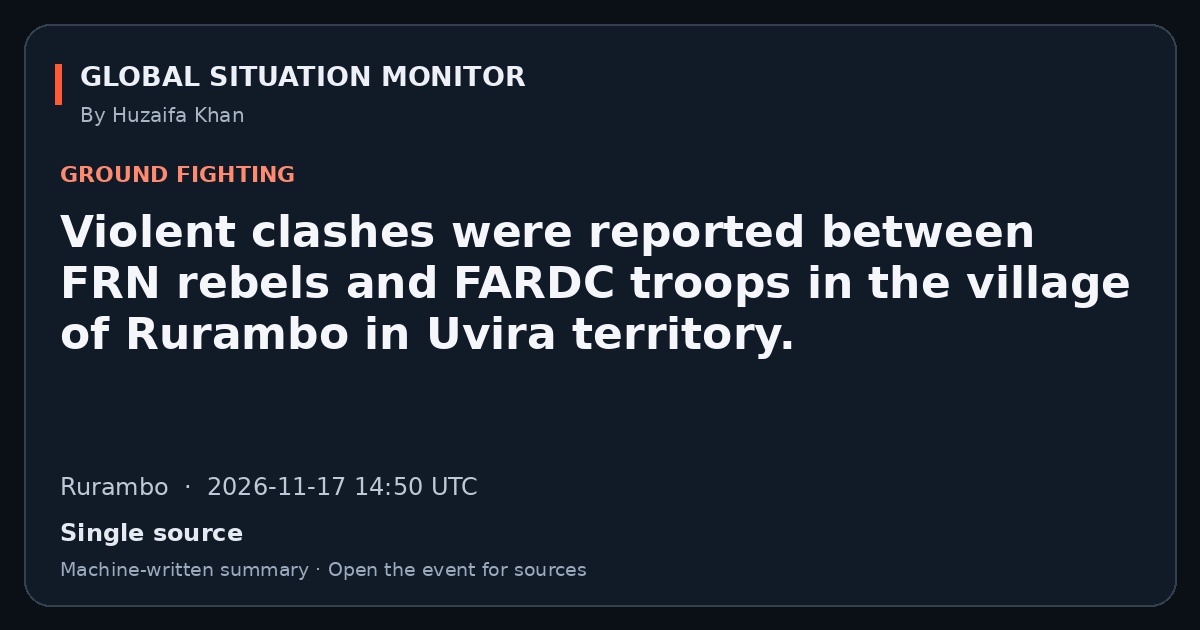 GLOBAL SITUATION MONITOR
By Huzaifa Khan
GROUND FIGHTING
Violent clashes were reported between
FRN rebels and FARDC troops in the village
of Rurambo in Uvira territory.
Rurambo · 2026-11-17 14:50 UTC
Single source
Machine-written summary · Open the event for sources